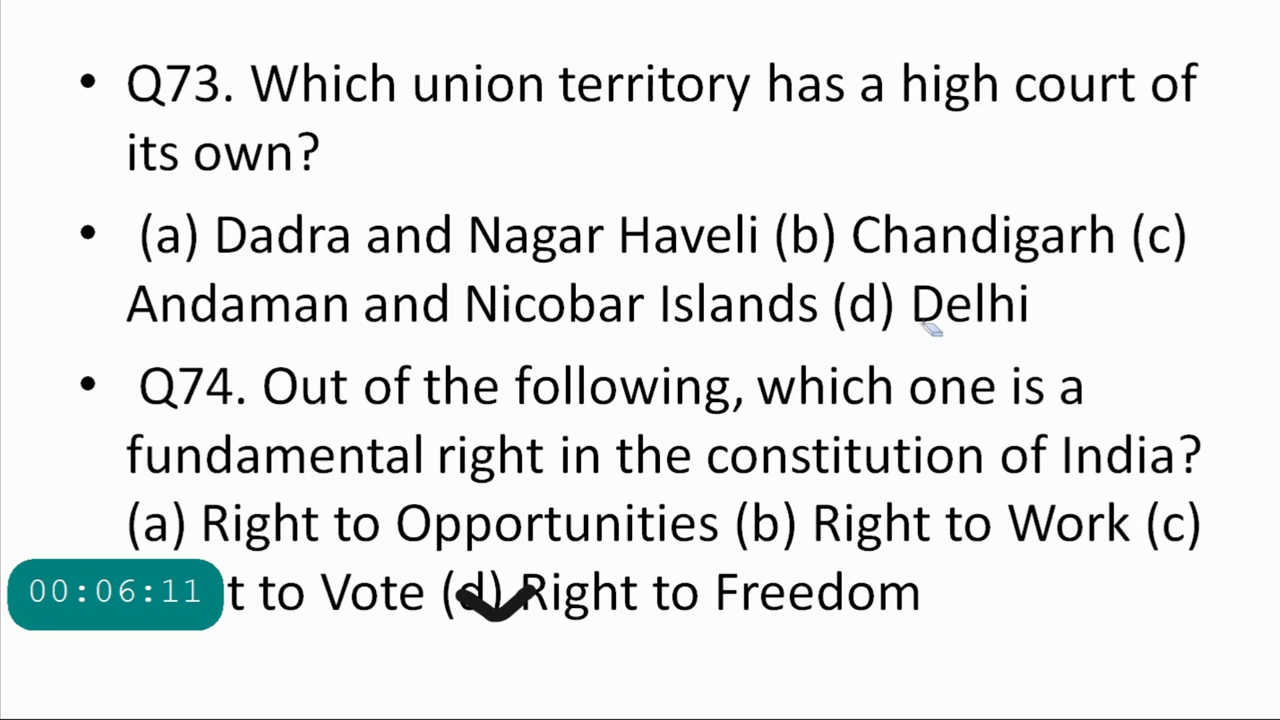 • Q73. Which union territory has a high court of
its own?
• (a) Dadra and Nagar Haveli (b) Chandigarh (c)
Andaman and Nicobar Islands (d) Delhi
• Q74. Out of the following, which one is a
fundamental right in the constitution of India?
(a) Right to Opportunities (b) Right to Work (c)
00:06:11 t to Vote (d) Right to Freedom